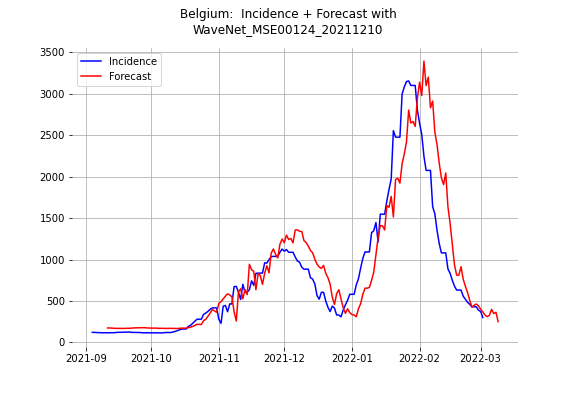 Belgium:  Incidence + Forecast with
WaveNet_MSE00124_20211210
Incidence
Forecast
3500
3000
2500
2000
1500
1000
500
0
2021-09 2021-10 2021-11 2021-12 2022-01 2022-02 2022-03